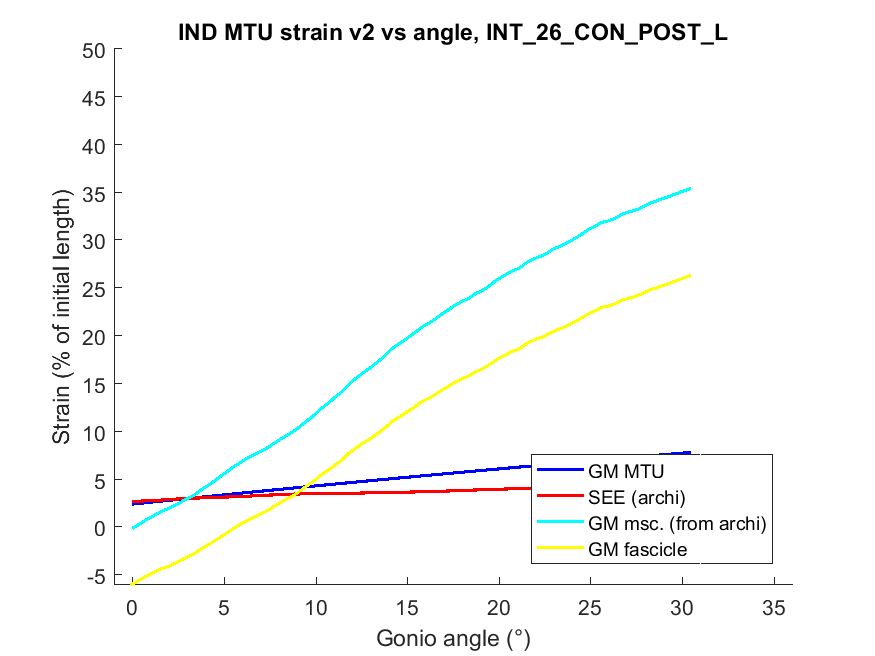 IND MTU strain v2 vs angle, INT_26_CON_POST_L
50
45
40
35
30
25
20
15
10
5
0
-5
Strain (% of initial length)
0 5 10 15 20 25 30 35
Gonio angle (°)
GM MTU
SEE (archi)
GM msc. (from archi)
GM fascicle